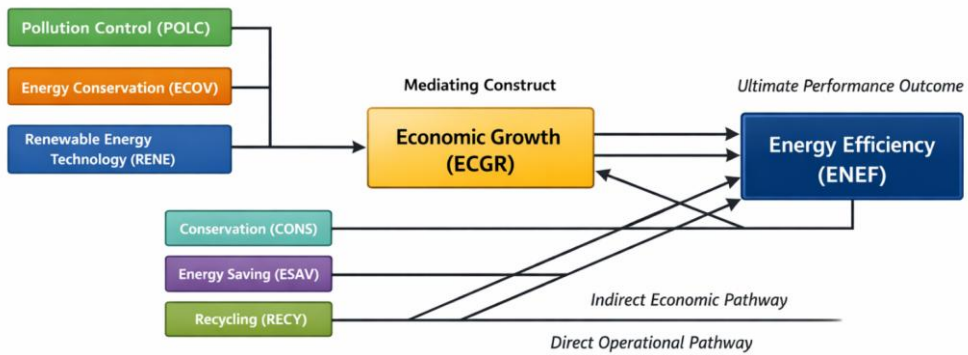 Pollution Control (POLC)
Energy Conservation (ECOV)
Renewable Energy
Technology (RENE)
Mediating Construct
Economic Growth
(ECGR)
Ultimate Performance Outcome
Energy Efficiency
(ENEF)
Conservation (CONS)
Energy Saving (ESAV)
Recycling (RECY)
Indirect Economic Pathway
Direct Operational Pathway